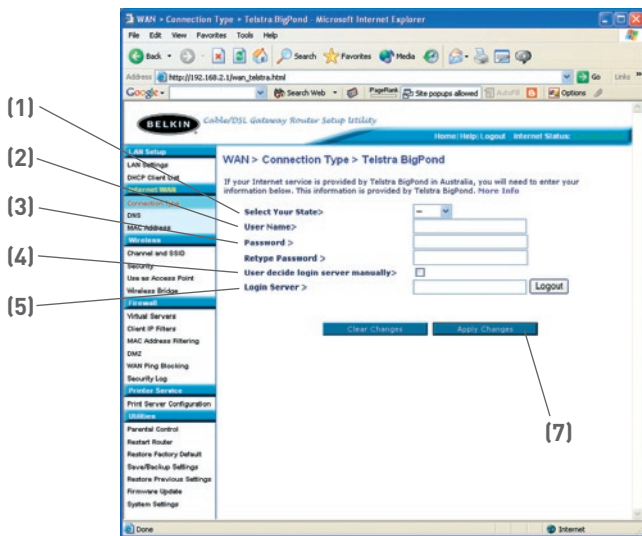 WAN > Connection Type > Telstra BigPond - Microsoft Internet Explorer
File Edit View Favorites Tools Help
Back Search Favorites Media
Address http://192.168.2.1/wan_telstra.html Go Links »
Google Search Web PageRank Site popups allowed AutoFill Options
BELKIN Cable/DSL Gateway Router Setup Utility
Home|Help|Logout Internet Status:
LAN Setup
LAN Settings
DHCP Client List
Internet WAN
Connection Type
DNS
MAC Address
Wireless
Channel and SSID
Security
Use as Access Point
Wireless Bridge
Firewall
Virtual Servers
Client IP Filters
MAC Address Filtering
DMZ
WAN Ping Blocking
Security Log
Printer Service
Print Server Configuration
Utilities
Parental Control
Restart Router
Restore Factory Default
Save/Backup Settings
Restore Previous Settings
Firmware Update
System Settings
WAN > Connection Type > Telstra BigPond
If your Internet service is provided by Telstra BigPond in Australia, you will need to enter your
information below. This information is provided by Telstra BigPond. More Info
(1) Select Your State> --
(2) User Name>
(3) Password >
Retype Password >
(4) User decide login server manually>
(5) Login Server > Logout
Clear Changes Apply Changes
(7)
Done Internet